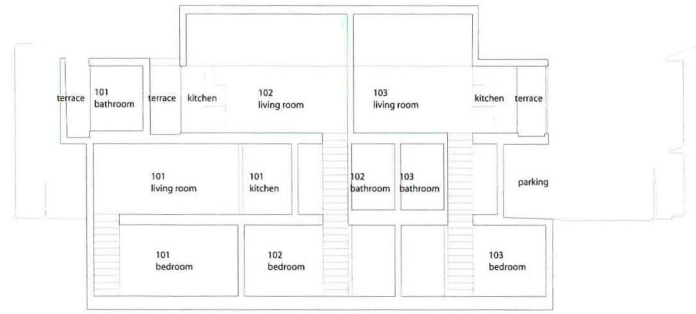 terrace
101
bathroom
terrace
kitchen
102
living room
103
living room
kitchen
terrace
101
living room
101
kitchen
102
bathroom
103
bathroom
parking
101
bedroom
102
bedroom
103
bedroom